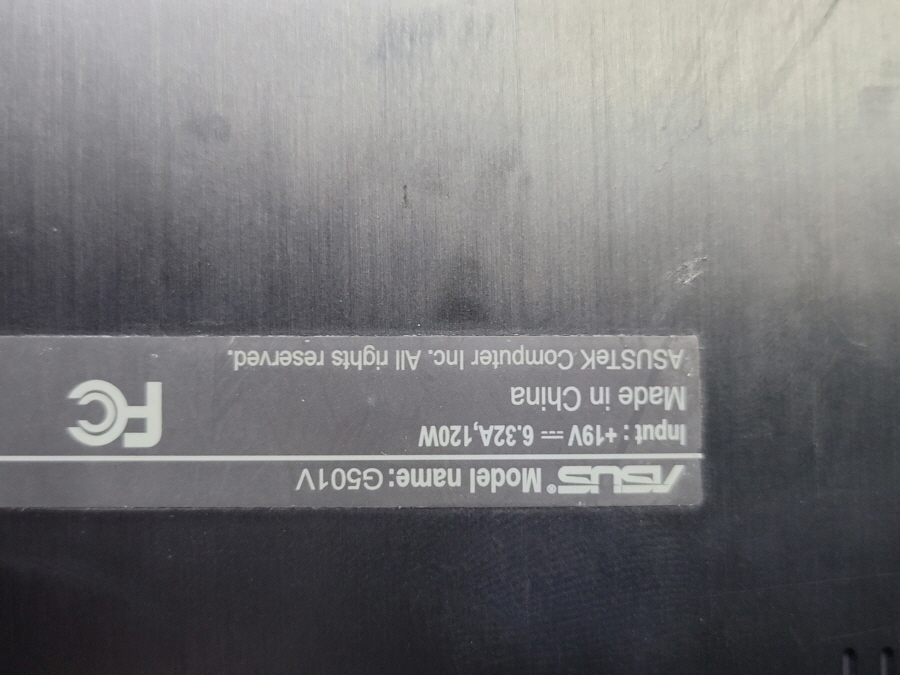 ASUS® Model name: G501V
Input : +19V ⎓ 6.32A,120W
Made in China
FC
ASUSTeK Computer Inc. All rights reserved.